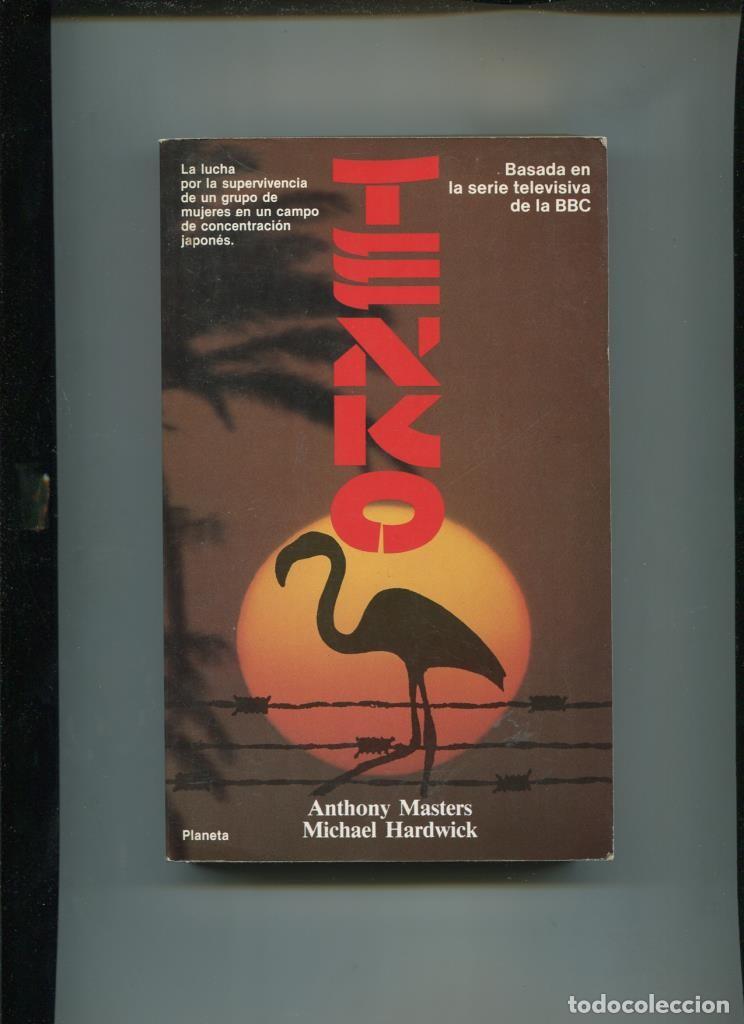 La lucha
por la supervivencia
de un grupo de
mujeres en un campo
de concentración
japonés.
TENKO
Basada en
la serie televisiva
de la BBC
Anthony Masters
Michael Hardwick
Planeta
todocoleccion